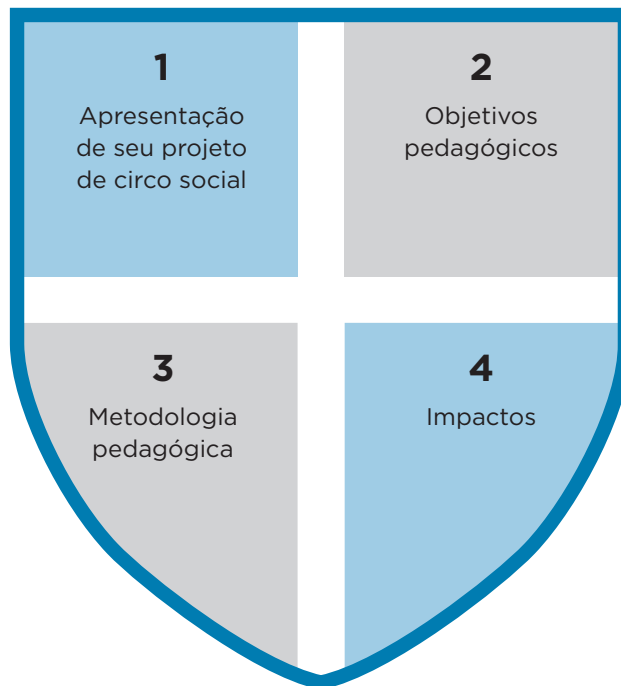 1
Apresentação
de seu projeto
de circo social
2
Objetivos
pedagógicos
3
Metodologia
pedagógica
4
Impactos